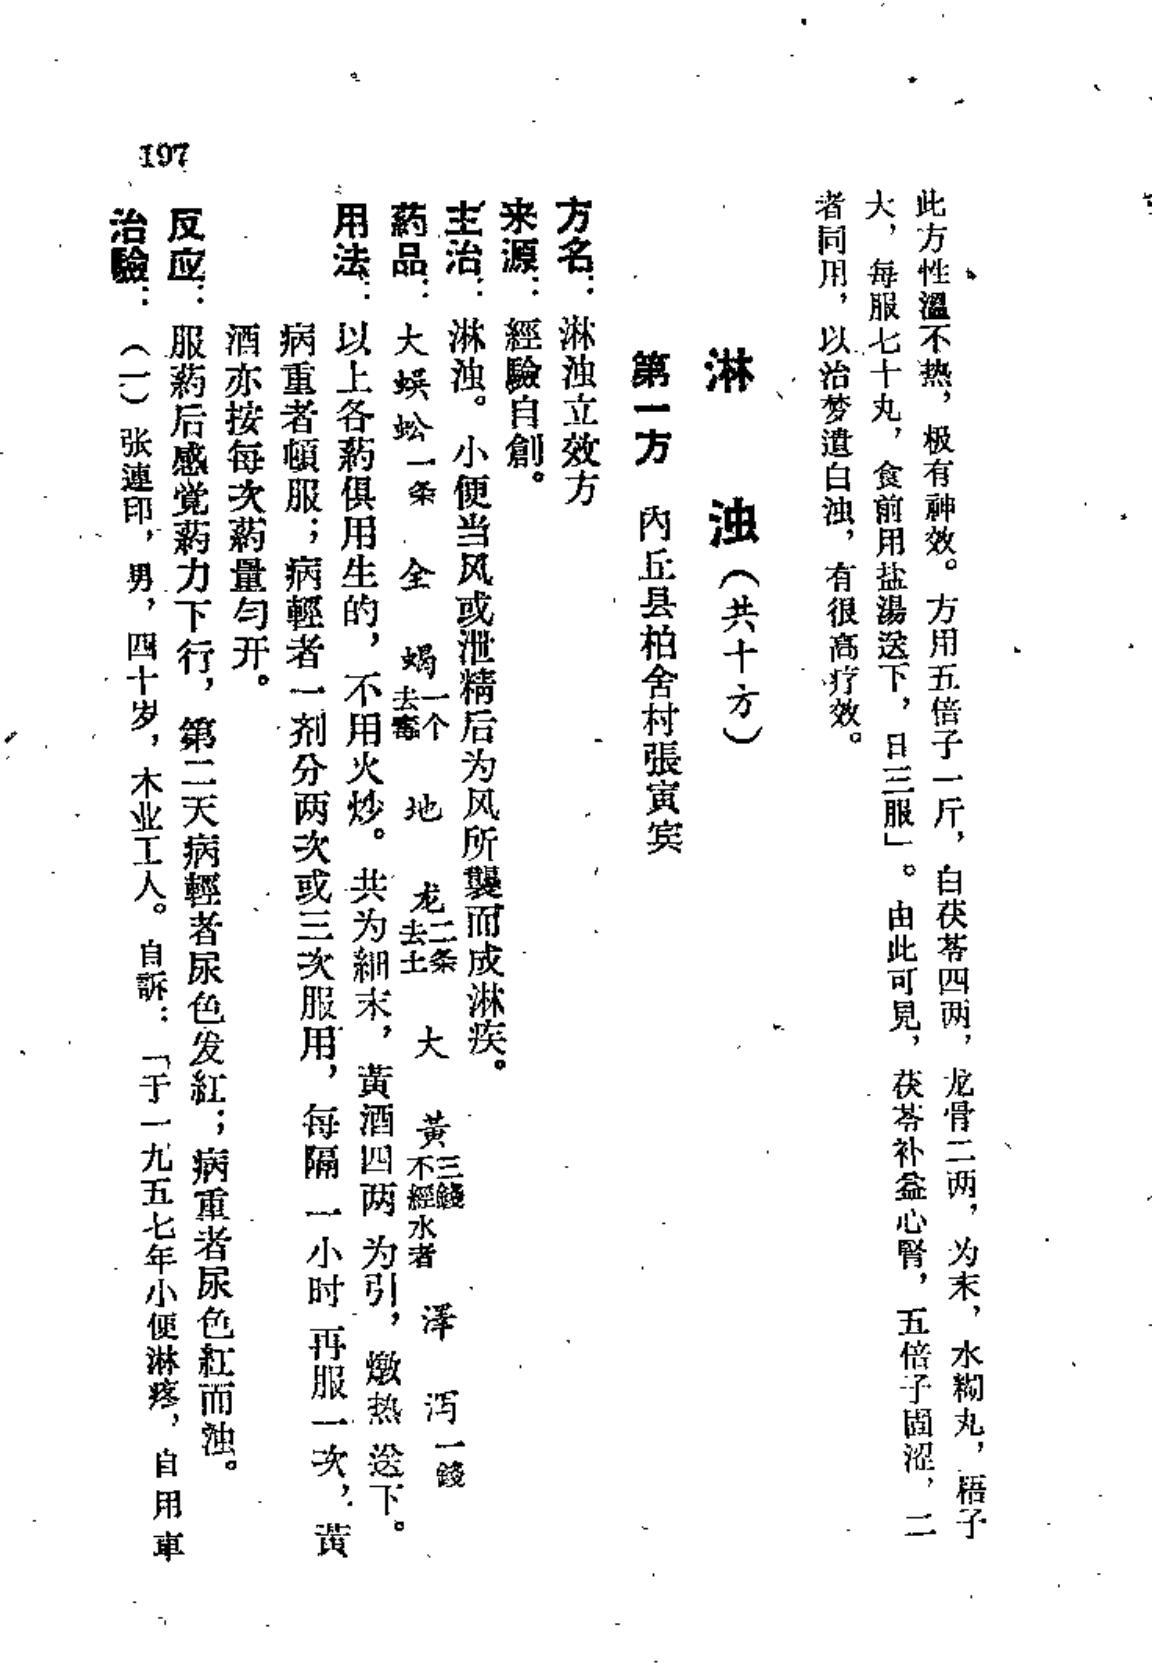 此方性溫不热，极有神效。方用五倍子一斤，白茯苓四两，龙骨二两，为末，水糊丸，梧子
大，每服七十丸，食前用盐湯送下，日三服」。由此可見，茯苓补益心腎，五倍子固涩，二
者同用，以治梦遺白浊，有很高疗效。
淋　浊（共十方）
第一方　內丘县柏舍村張寅宾
方名：淋浊立效方
来源：經驗自創。
主治：淋浊。小便当风或泄精后为风所襲而成淋疾。
葯品：大蜈蚣一条　全　蝎一个去毒　地　龙二条去土　大　黃三錢不經水者　澤　泻一錢
用法：以上各葯俱用生的，不用火炒。共为細末，黃酒四两为引，燉热送下。
病重者頓服；病輕者一剂分两次或三次服用，每隔一小时再服一次，黃
酒亦按每次葯量匀开。
反应：服葯后感覚葯力下行，第二天病輕者尿色发紅；病重者尿色紅而浊。
治驗：（一）张連印，男，四十岁，木业工人。自訴：「于一九五七年小便淋疼，自用車
197